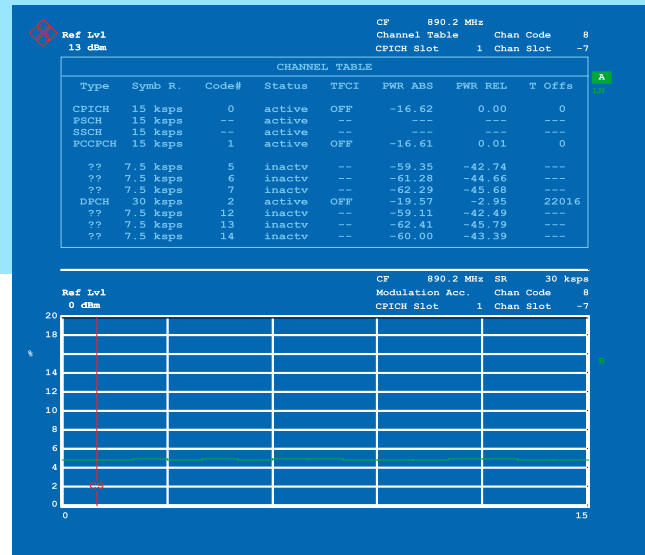 CF 890.2 MHz
Ref Lvl Channel Table Chan Code 8
13 dBm CPICH Slot 1 Chan Slot -7
CHANNEL TABLE
A
Type Symb R. Code# Status TFCI PWR ABS PWR REL T Offs
LN
CPICH 15 ksps 0 active OFF -16.62 0.00 0
PSCH 15 ksps -- active -- --- --- ---
SSCH 15 ksps -- active -- --- --- ---
PCCPCH 15 ksps 1 active OFF -16.61 0.01 0
?? 7.5 ksps 5 inactv -- -59.35 -42.74 ---
?? 7.5 ksps 6 inactv -- -61.28 -44.66 ---
?? 7.5 ksps 7 inactv -- -62.29 -45.68 ---
DPCH 30 ksps 2 active OFF -19.57 -2.95 22016
?? 7.5 ksps 12 inactv -- -59.11 -42.49 ---
?? 7.5 ksps 13 inactv -- -62.41 -45.79 ---
?? 7.5 ksps 14 inactv -- -60.00 -43.39 ---
CF 890.2 MHz SR 30 ksps
Ref Lvl Modulation Acc. Chan Code 8
0 dBm CPICH Slot 1 Chan Slot -7
20
18
%
B
14
12
10
8
6
4
2
0
0 15